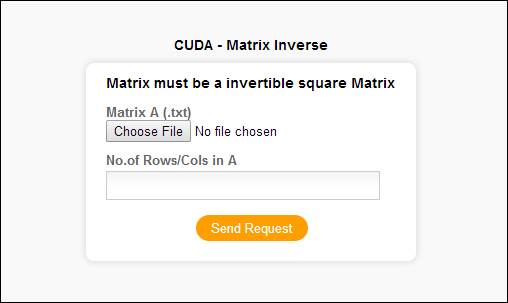 CUDA - Matrix Inverse
Matrix must be a invertible square Matrix
Matrix A (.txt)
Choose File No file chosen
No.of Rows/Cols in A
Send Request